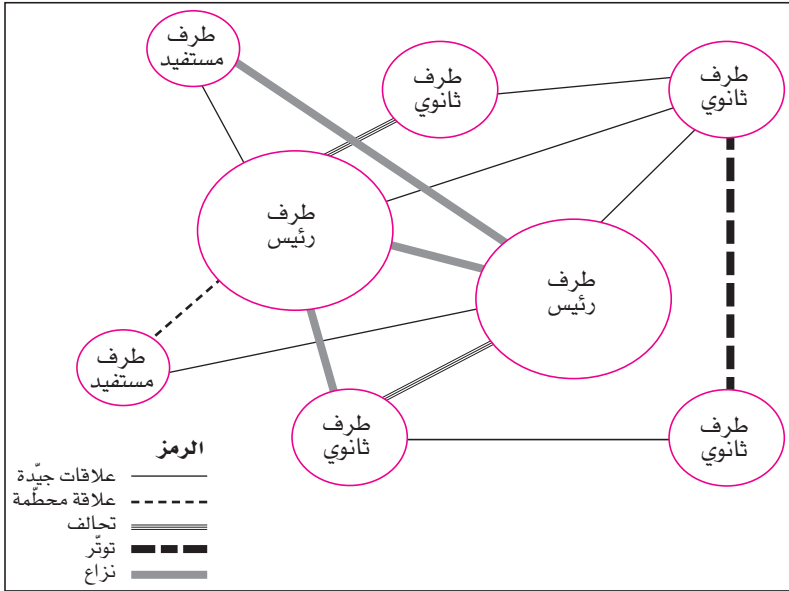 طرف
مستفيد
طرف
ثانوي
طرف
ثانوي
طرف
رئيس
طرف
رئيس
طرف
مستفيد
طرف
ثانوي
طرف
ثانوي
الرمز
علاقات جيّدة
علاقة محطّمة
تحالف
توتّر
نزاع